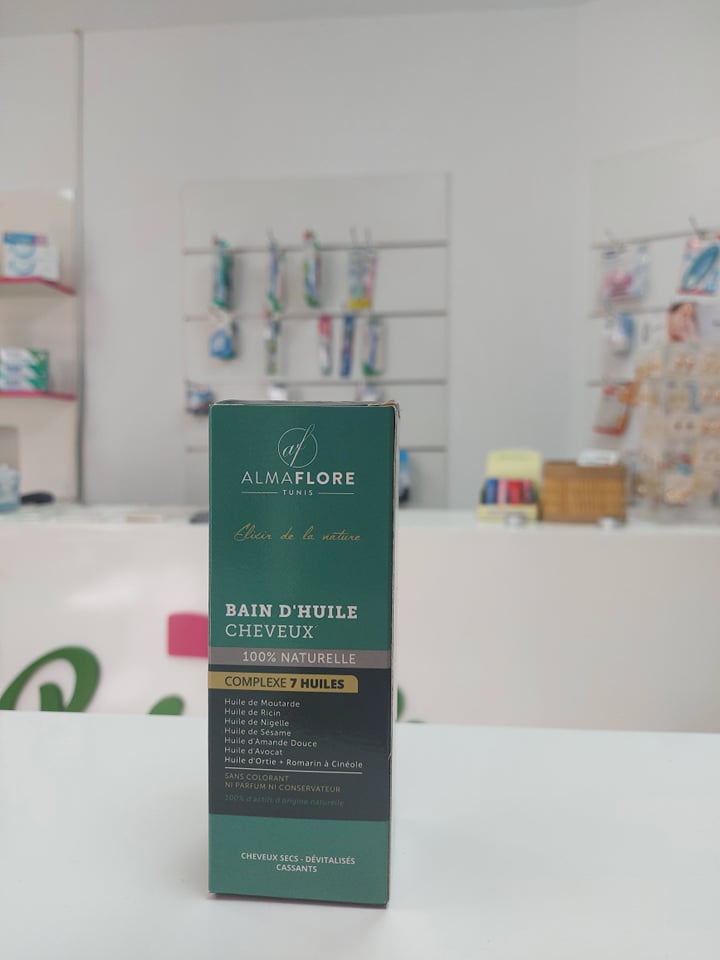 af
ALMAFLORE
TUNIS
Elixir de la nature
BAIN D'HUILE
CHEVEUX
100% NATURELLE
COMPLEXE 7 HUILES
Huile de Moutarde
Huile de Ricin
Huile de Nigelle
Huile de Sésame
Huile d'Amande Douce
Huile d'Avocat
Huile d'Ortie + Romarin à Cinéole
SANS COLORANT
NI PARFUM NI CONSERVATEUR
100% d'actifs d'origine naturelle
CHEVEUX SECS - DÉVITALISÉS
CASSANTS